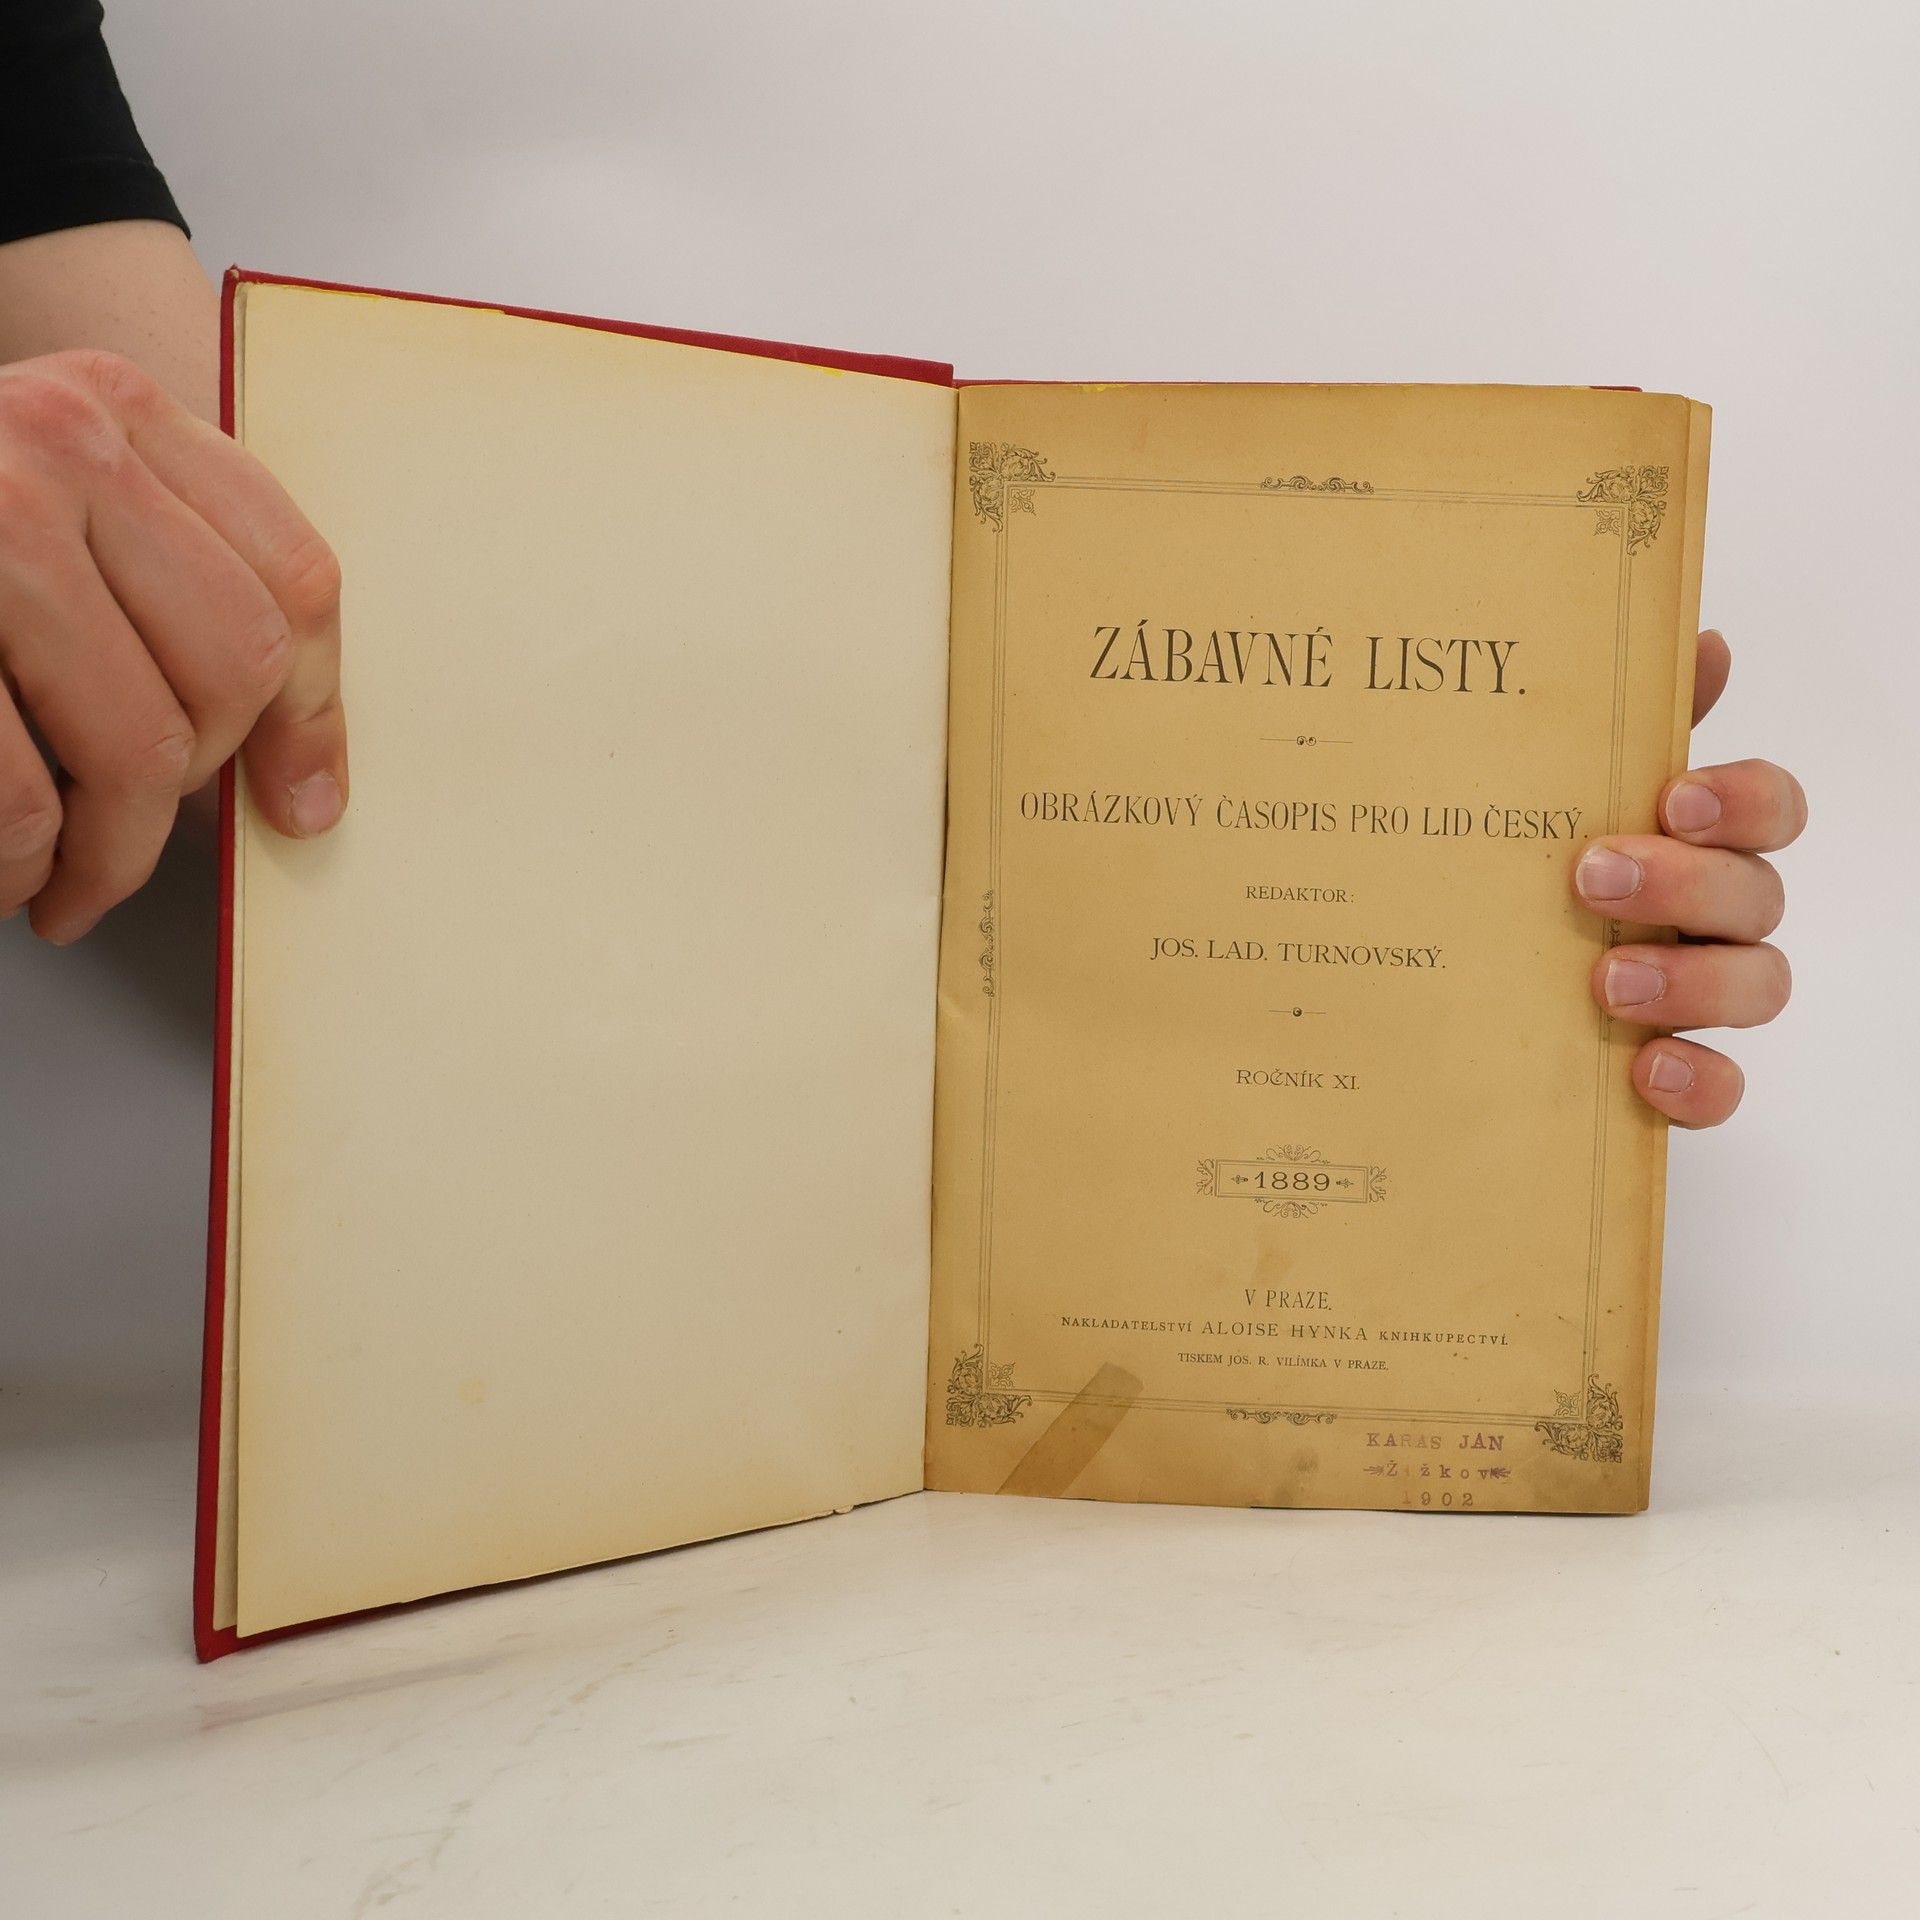 ZÁBAVNÉ LISTY.
OBRÁZKOVÝ ČASOPIS PRO LID ČESKÝ.
REDAKTOR:
JOS. LAD. TURNOVSKÝ.
ROČNÍK XI.
1889
V PRAZE.
NAKLADATELSTVÍ ALOISE HYNKA KNIHKUPECTVÍ.
TISKEM JOS. R. VILÍMKA V PRAZE.
KARAS JAN
Žižkov
1902